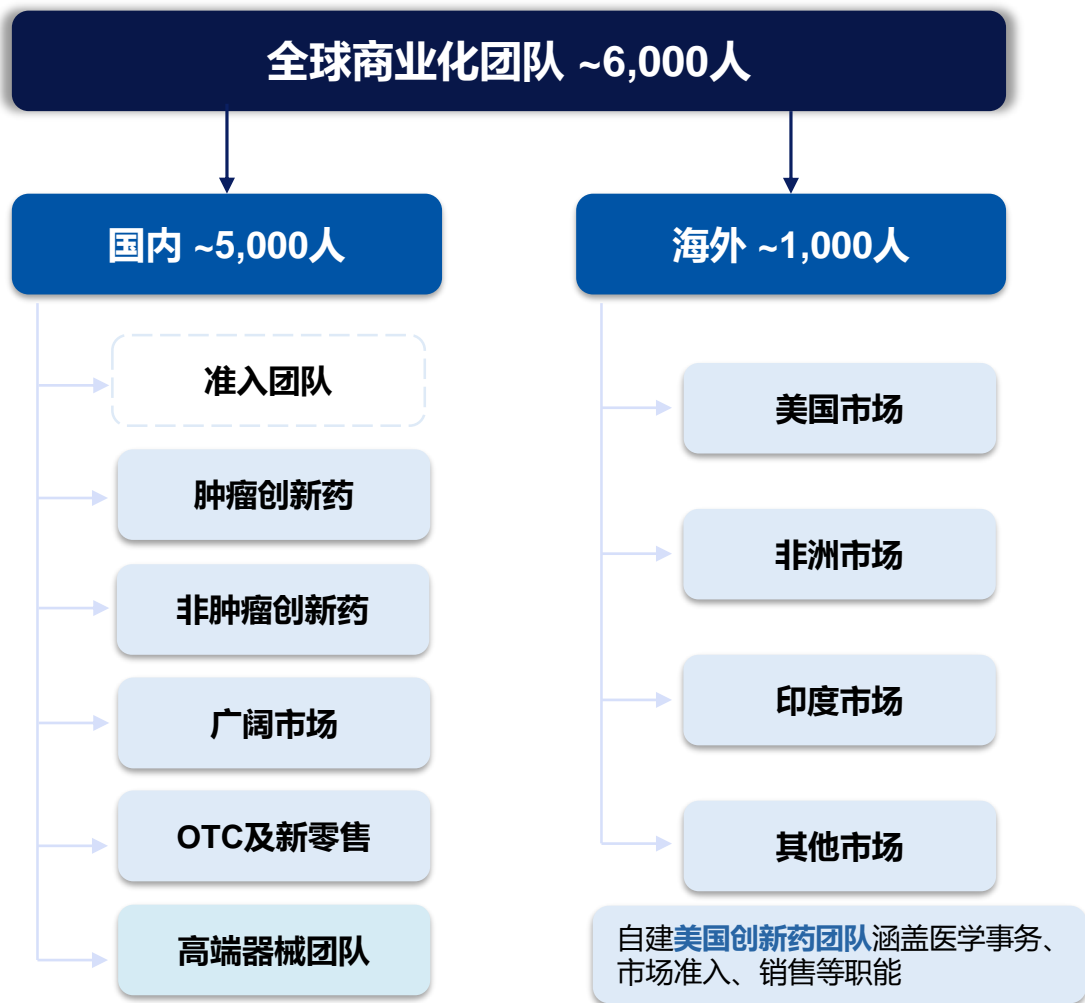 全球商业化团队 ~6,000人
国内 ~5,000人
准入团队
肿瘤创新药
非肿瘤创新药
广阔市场
OTC及新零售
高端器械团队
海外 ~1,000人
美国市场
非洲市场
印度市场
其他市场
自建美国创新药团队涵盖医学事务、
市场准入、销售等职能